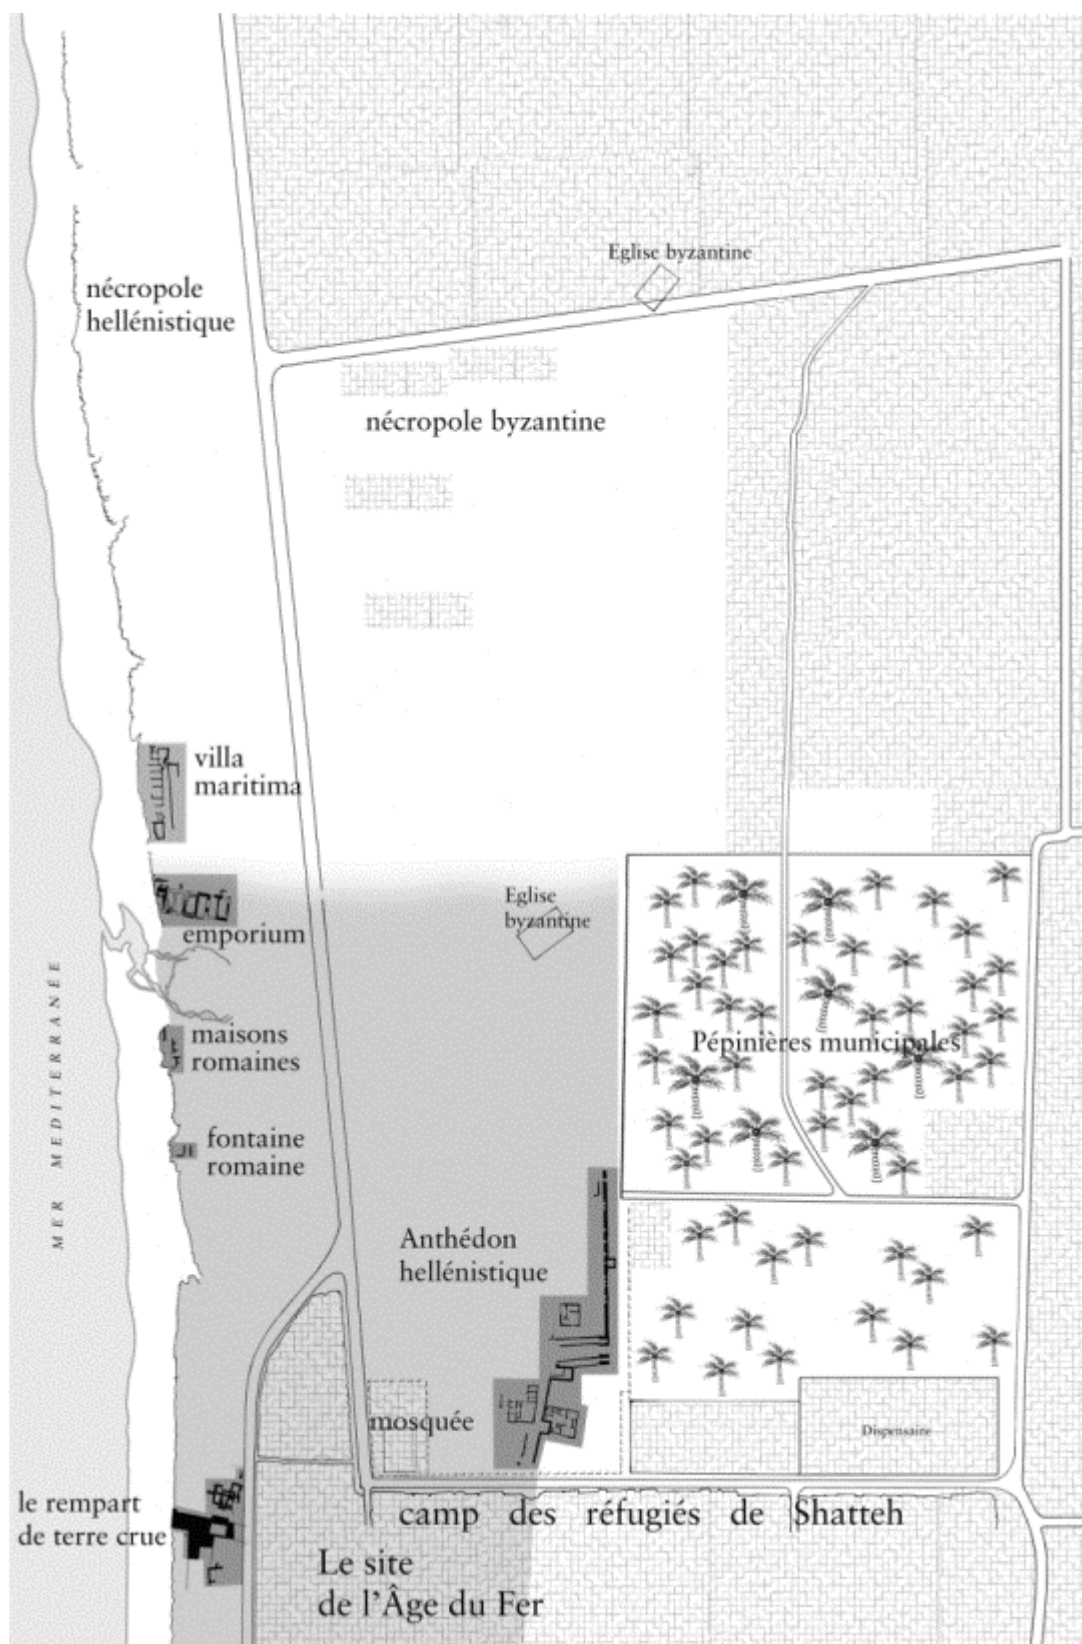 Eglise byzantine
nécropole
hellénistique
nécropole byzantine
villa
maritima
Eglise
byzantine
emporium
MER MEDITERRANÉE
maisons
romaines
Pépinières municipales
fontaine
romaine
Anthédon
hellénistique
mosquée
Dispensaire
le rempart
de terre crue
camp des réfugiés de Shatteh
Le site
de l'Âge du Fer